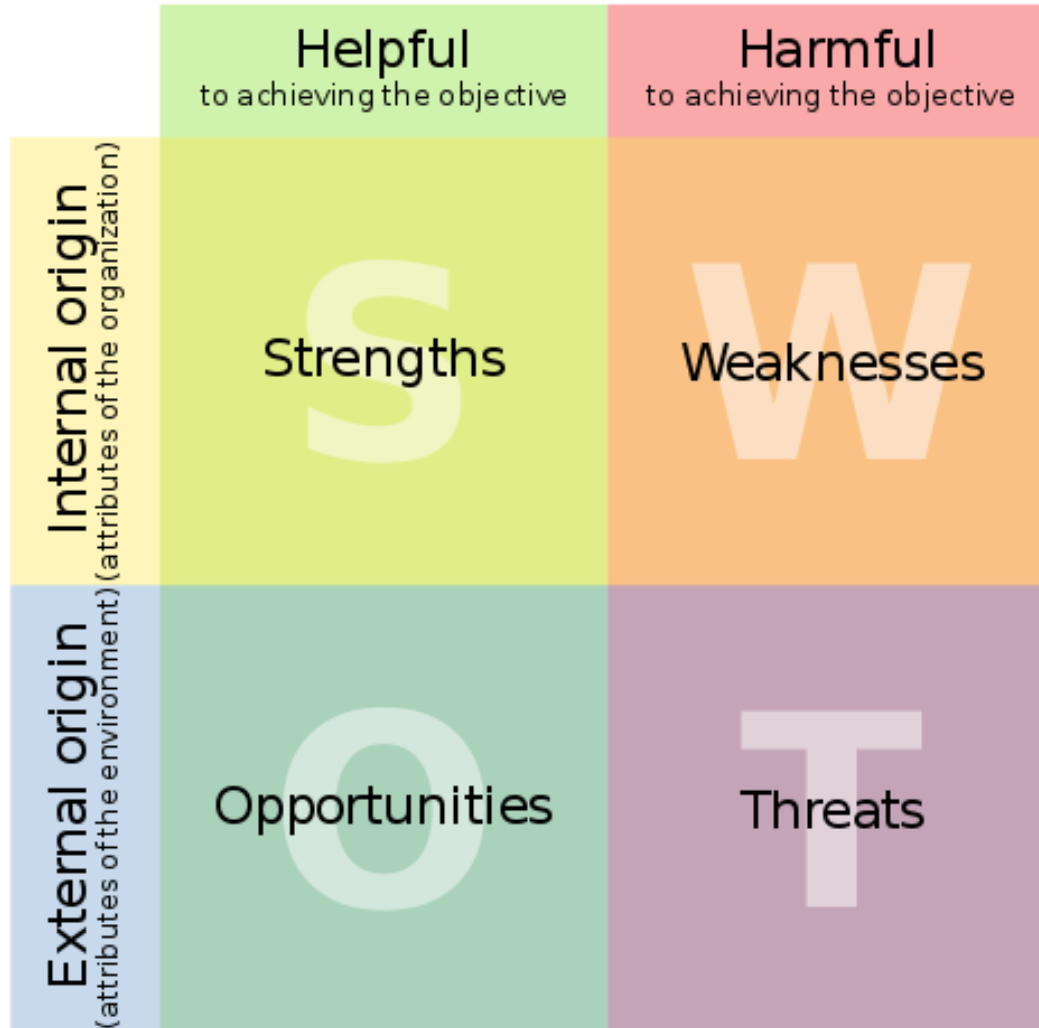 Helpful
to achieving the objective
Harmful
to achieving the objective
Internal origin
(attributes of the organization)
S
Strengths
W
Weaknesses
External origin
(attributes of the environment)
O
Opportunities
T
Threats